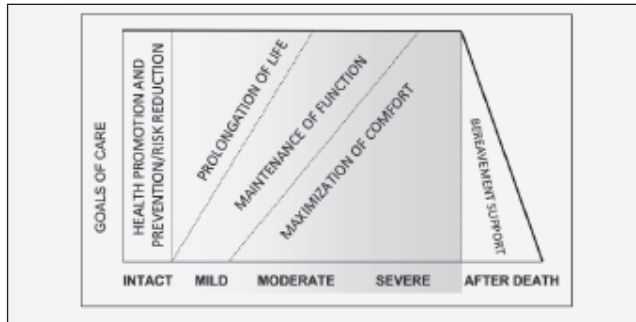 GOALS OF CARE
HEALTH PROMOTION AND
PREVENTION/RISK REDUCTION
PROLONGATION OF LIFE
MAINTENANCE OF FUNCTION
MAXIMIZATION OF COMFORT
BEREAVEMENT SUPPORT
INTACT MILD MODERATE SEVERE AFTER DEATH